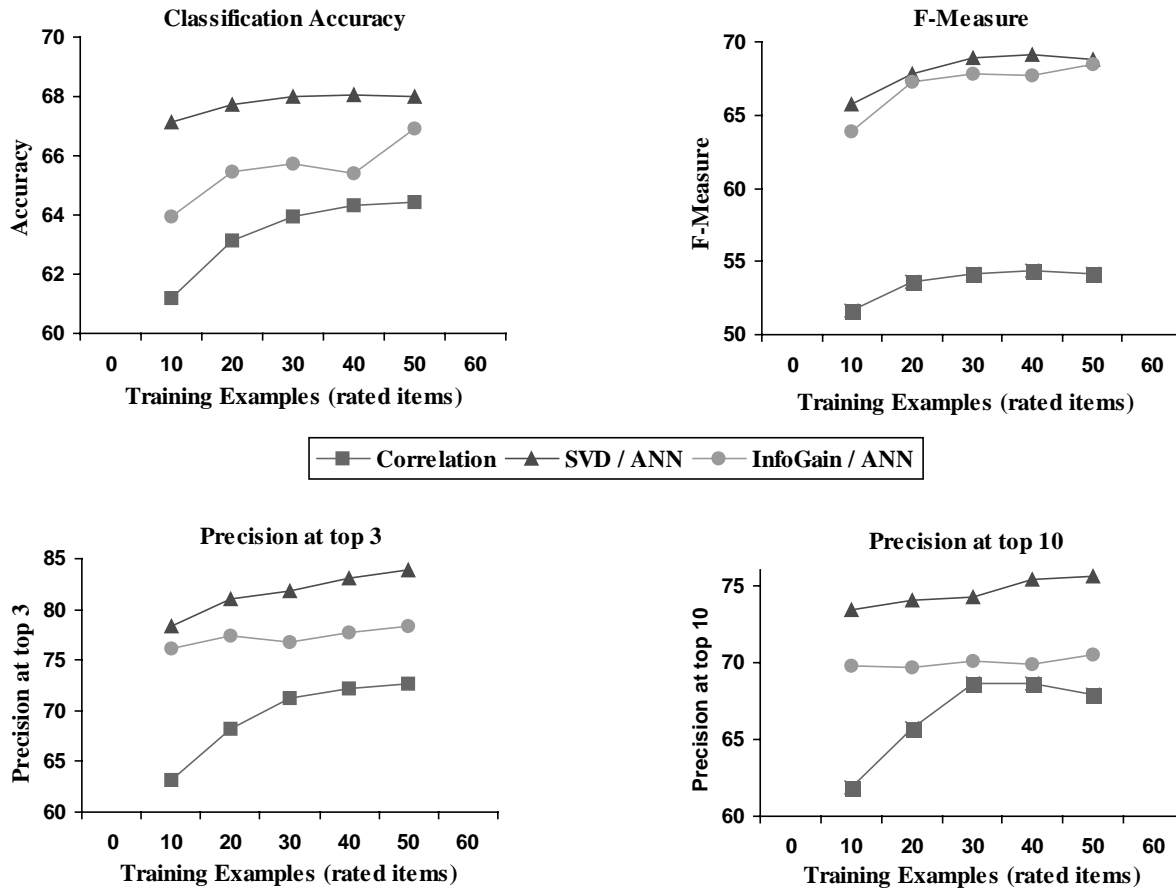 Classification Accuracy
70
68
66
64
62
60
Accuracy
0 10 20 30 40 50 60
Training Examples (rated items)
F-Measure
70
65
60
55
50
F-Measure
0 10 20 30 40 50 60
Training Examples (rated items)
Correlation SVD / ANN InfoGain / ANN
Precision at top 3
85
80
75
70
65
60
Precision at top 3
0 10 20 30 40 50 60
Training Examples (rated items)
Precision at top 10
75
70
65
60
Precision at top 10
0 10 20 30 40 50 60
Training Examples (rated items)